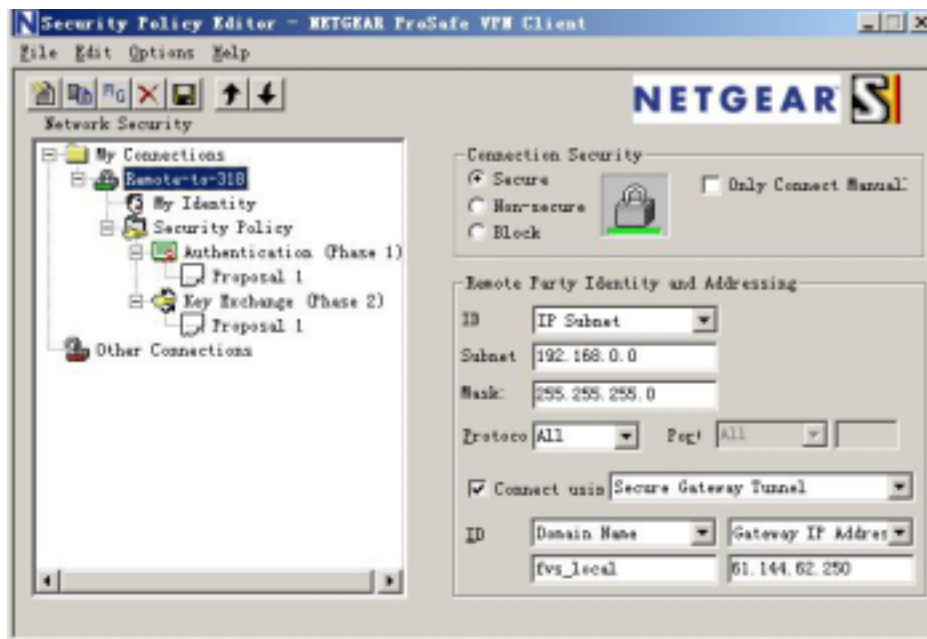 Security Policy Editor - NETGEAR ProSafe VPN Client
File Edit Options Help
NETGEAR
Network Security
My Connections
Remote-to-318
My Identity
Security Policy
Authentication (Phase 1)
Proposal 1
Key Exchange (Phase 2)
Proposal 1
Other Connections
Connection Security
Secure
Only Connect Manual:
Non-secure
Block
Remote Party Identity and Addressing
ID IP Subnet
Subnet 192.168.0.0
Mask: 255.255.255.0
Protoco All Port All
Connect usin Secure Gateway Tunnel
ID Domain Name Gateway IP Addres
fvs_local 61.144.62.250